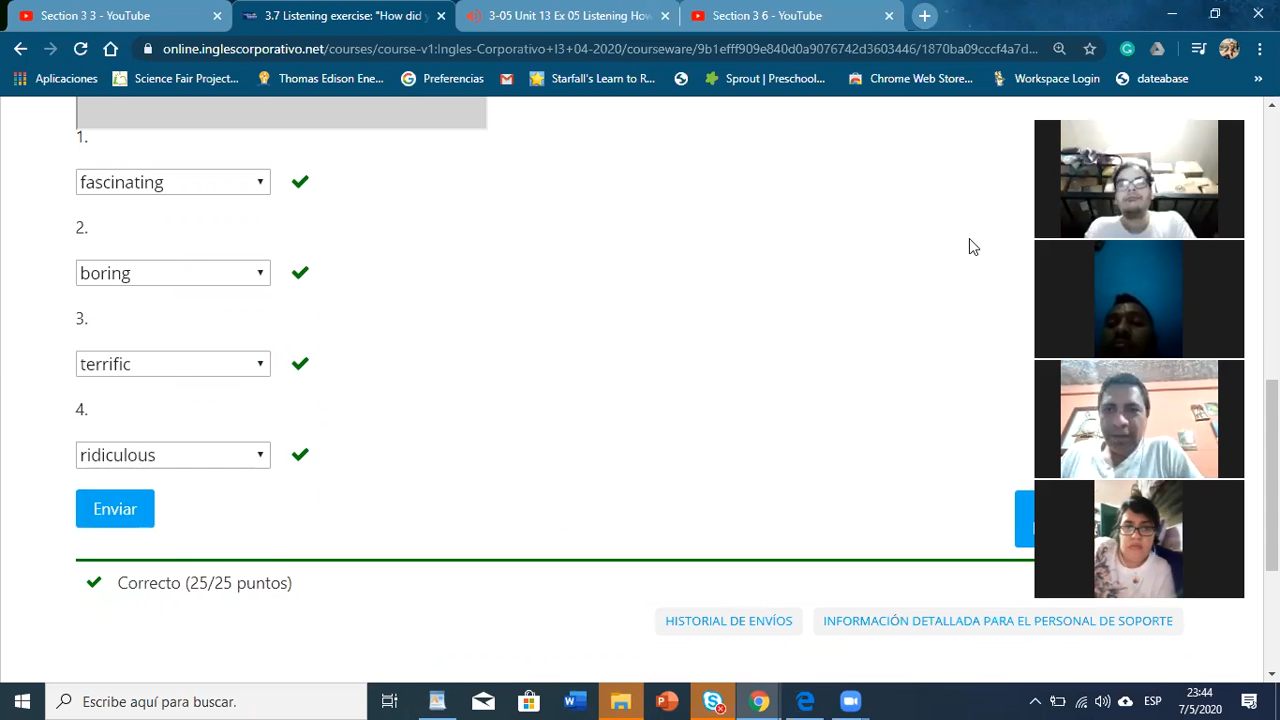 Section 3 3 - YouTube
3.7 Listening exercise: "How did y
3-05 Unit 13 Ex 05 Listening How
Section 3 6 - YouTube
online.inglescorporativo.net/courses/course-v1:Ingles-Corporativo+I3+04-2020/courseware/9b1efff909e840d0a9076742d3603446/1870ba09cccf4a7d...
Aplicaciones
Science Fair Project...
Thomas Edison Ene...
Preferencias
Starfall's Learn to R...
Sprout | Preschool...
Chrome Web Store...
Workspace Login
dateabase
1.
fascinating
2.
boring
3.
terrific
4.
ridiculous
Enviar
Correcto (25/25 puntos)
HISTORIAL DE ENVÍOS
INFORMACIÓN DETALLADA PARA EL PERSONAL DE SOPORTE
Escribe aquí para buscar.
ESP
23:44
7/5/2020